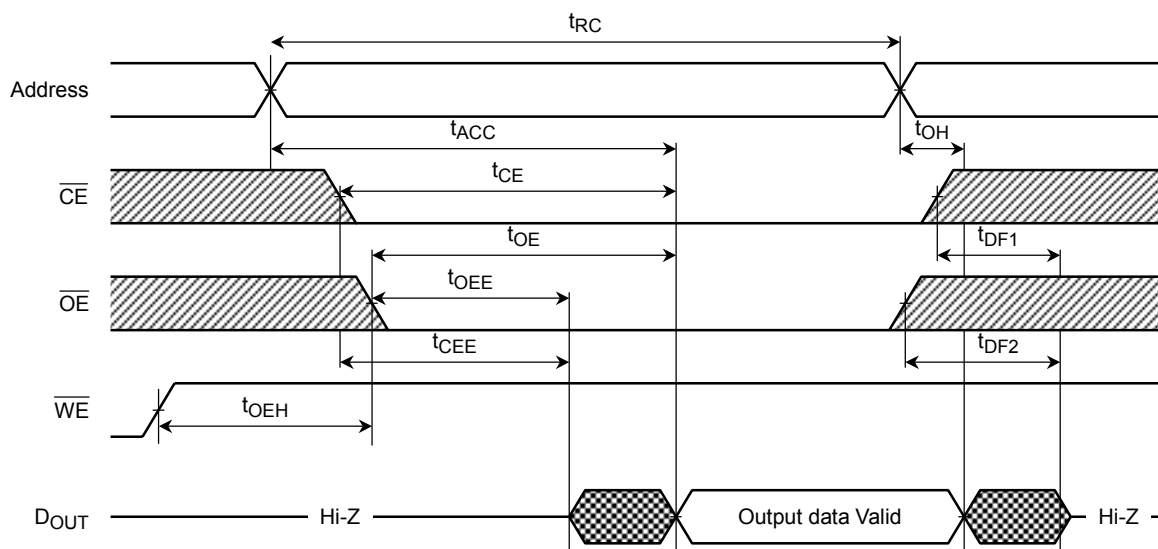 tRC
Address
tACC
tOH
CE
tCE
tOE
tDF1
OE
tOEE
tCEE
tDF2
WE
tOEH
DOUT
Hi-Z
Output data Valid
Hi-Z